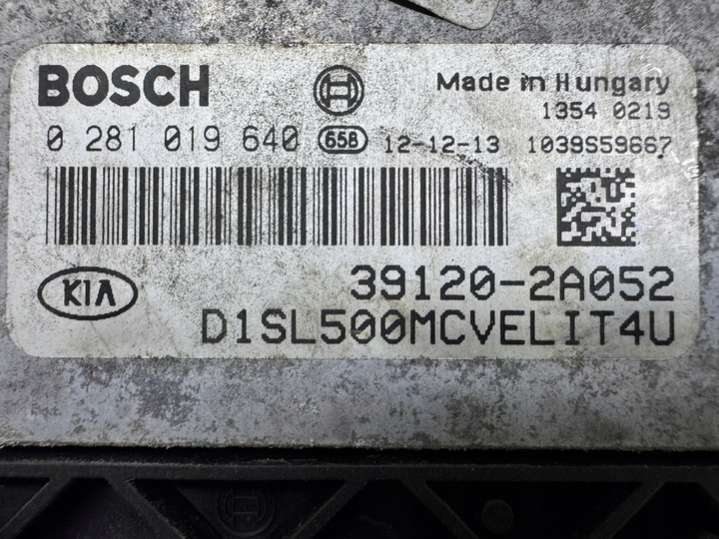 BOSCH
Made in Hungary
1354 0219
0 281 019 640 658 12-12-13 1039S59667
KIA
39120-2A052
D1SL500MCVELIT4U